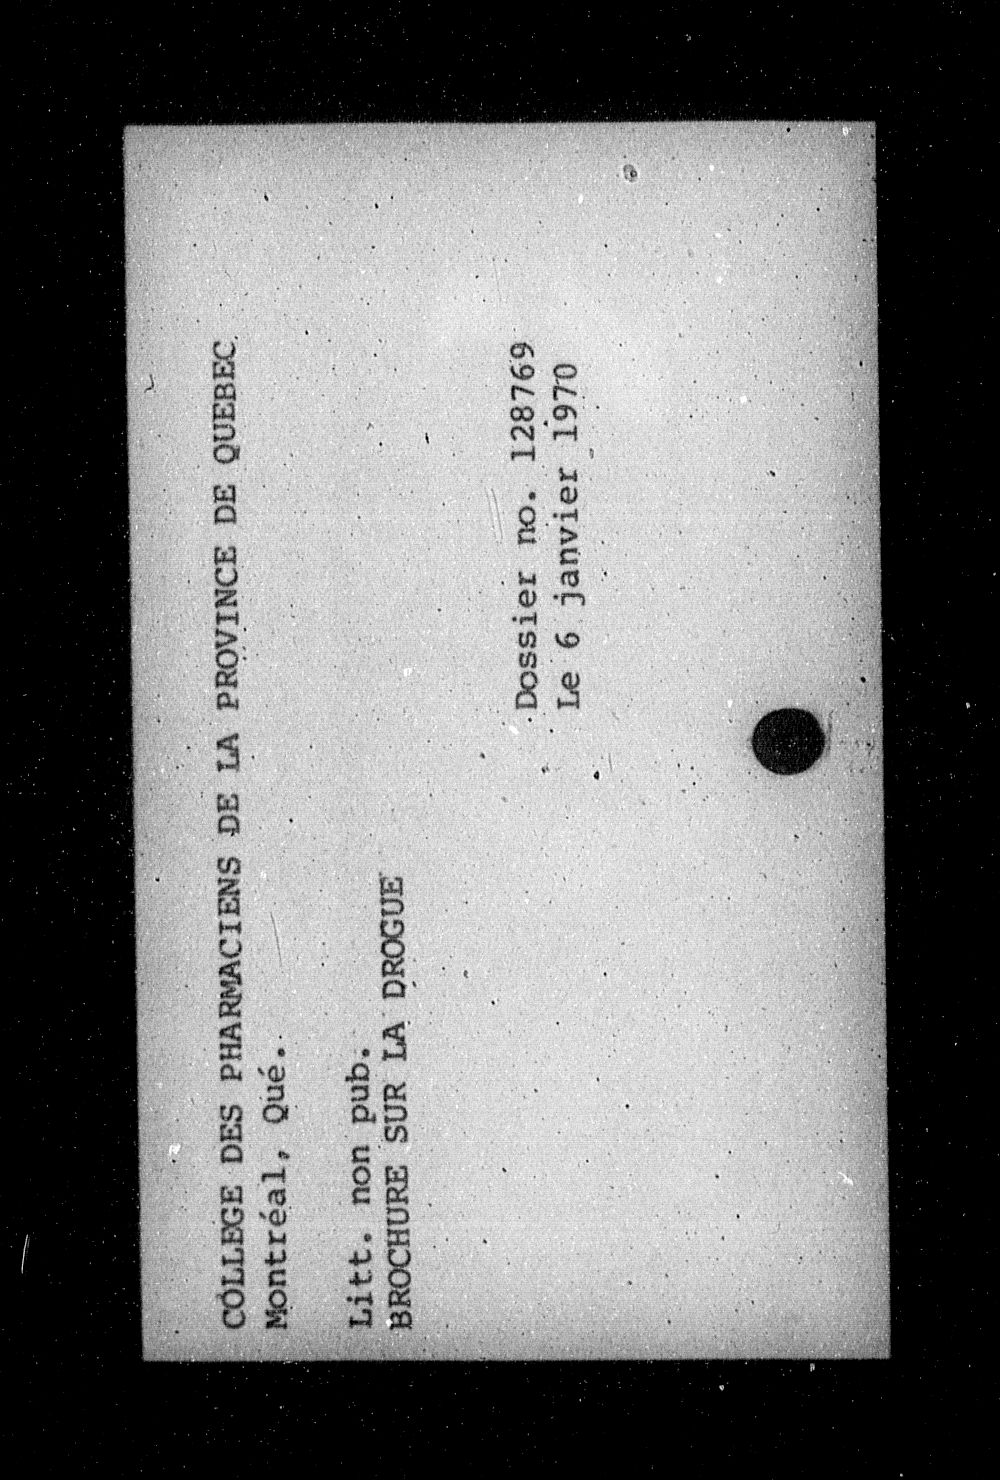 COLLEGE DES PHARMACIENS DE LA PROVINCE DE QUEBEC
Montréal, Qué.
Litt. non pub.
BROCHURE SUR LA DROGUE
Dossier no. 128769
Le 6 janvier 1970